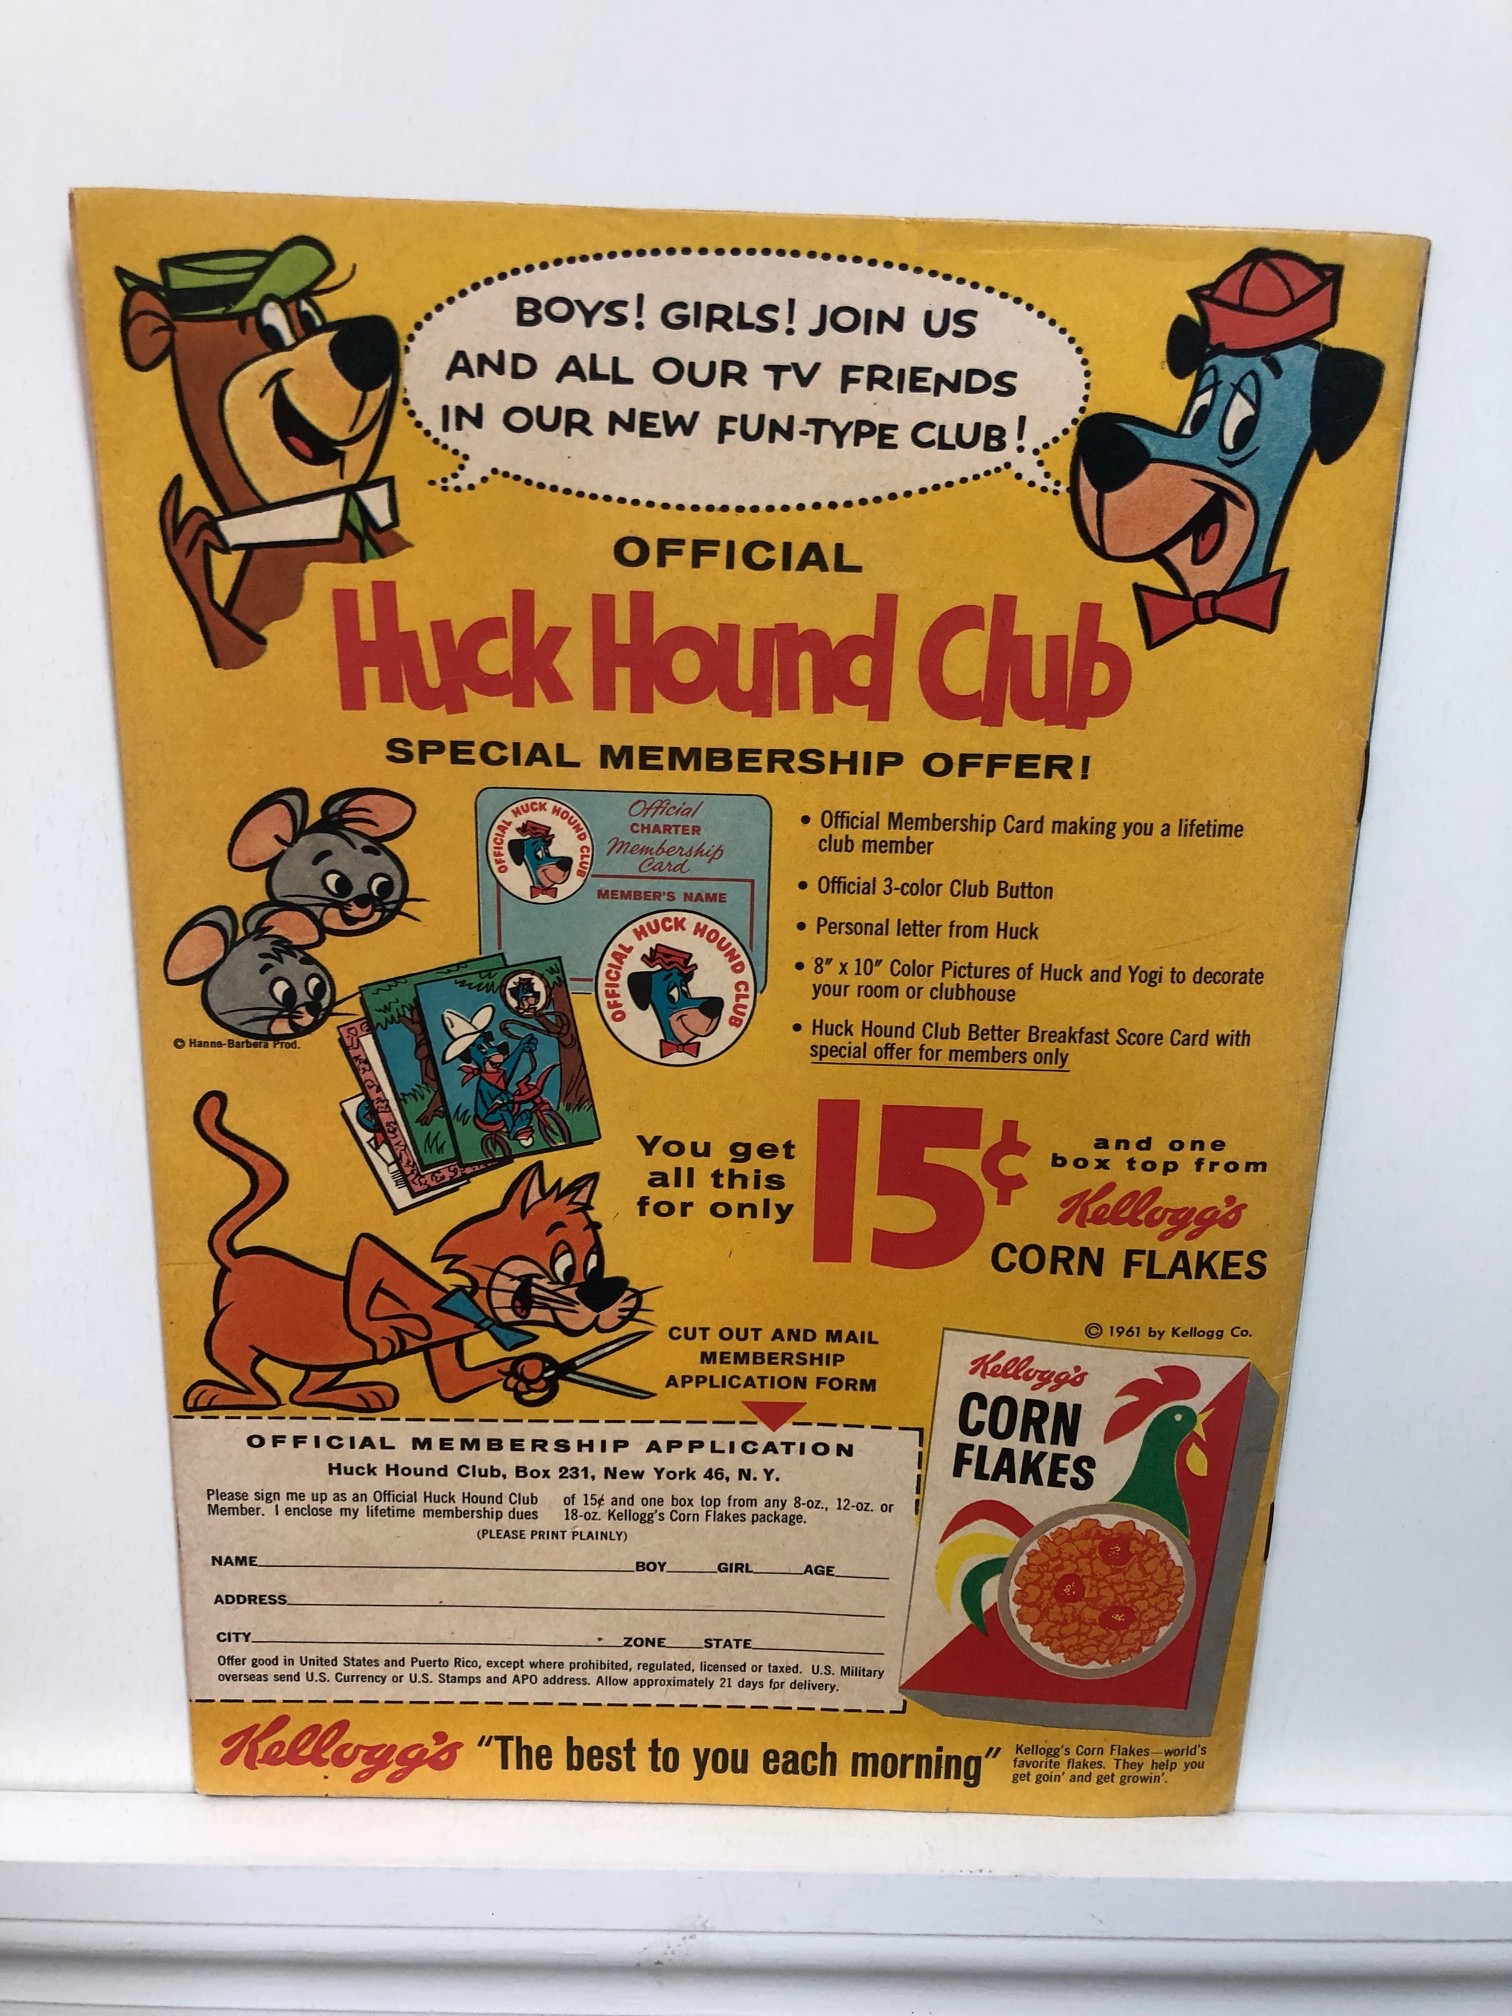 BOYS! GIRLS! JOIN US
AND ALL OUR TV FRIENDS
IN OUR NEW FUN-TYPE CLUB!
OFFICIAL
Huck Hound Club
SPECIAL MEMBERSHIP OFFER!
OFFICIAL HUCK HOUND CLUB
Official
CHARTER
Membership
Card
MEMBER'S NAME
OFFICIAL HUCK HOUND CLUB
• Official Membership Card making you a lifetime
club member
• Official 3-color Club Button
• Personal letter from Huck
• 8" x 10" Color Pictures of Huck and Yogi to decorate
your room or clubhouse
• Huck Hound Club Better Breakfast Score Card with
special offer for members only
© Hanna-Barbera Prod.
You get
all this
for only
15¢
and one
box top from
Kellogg's
CORN FLAKES
© 1961 by Kellogg Co.
CUT OUT AND MAIL
MEMBERSHIP
APPLICATION FORM
Kellogg's
CORN
FLAKES
OFFICIAL MEMBERSHIP APPLICATION
Huck Hound Club, Box 231, New York 46, N. Y.
Please sign me up as an Official Huck Hound Club
Member. I enclose my lifetime membership dues
of 15¢ and one box top from any 8-oz., 12-oz. or
18-oz. Kellogg's Corn Flakes package.
(PLEASE PRINT PLAINLY)
NAME BOY GIRL AGE
ADDRESS
CITY ZONE STATE
Offer good in United States and Puerto Rico, except where prohibited, regulated, licensed or taxed. U.S. Military
overseas send U.S. Currency or U.S. Stamps and APO address. Allow approximately 21 days for delivery.
Kellogg's "The best to you each morning"
Kellogg's Corn Flakes—world's
favorite flakes. They help you
get goin' and get growin'.